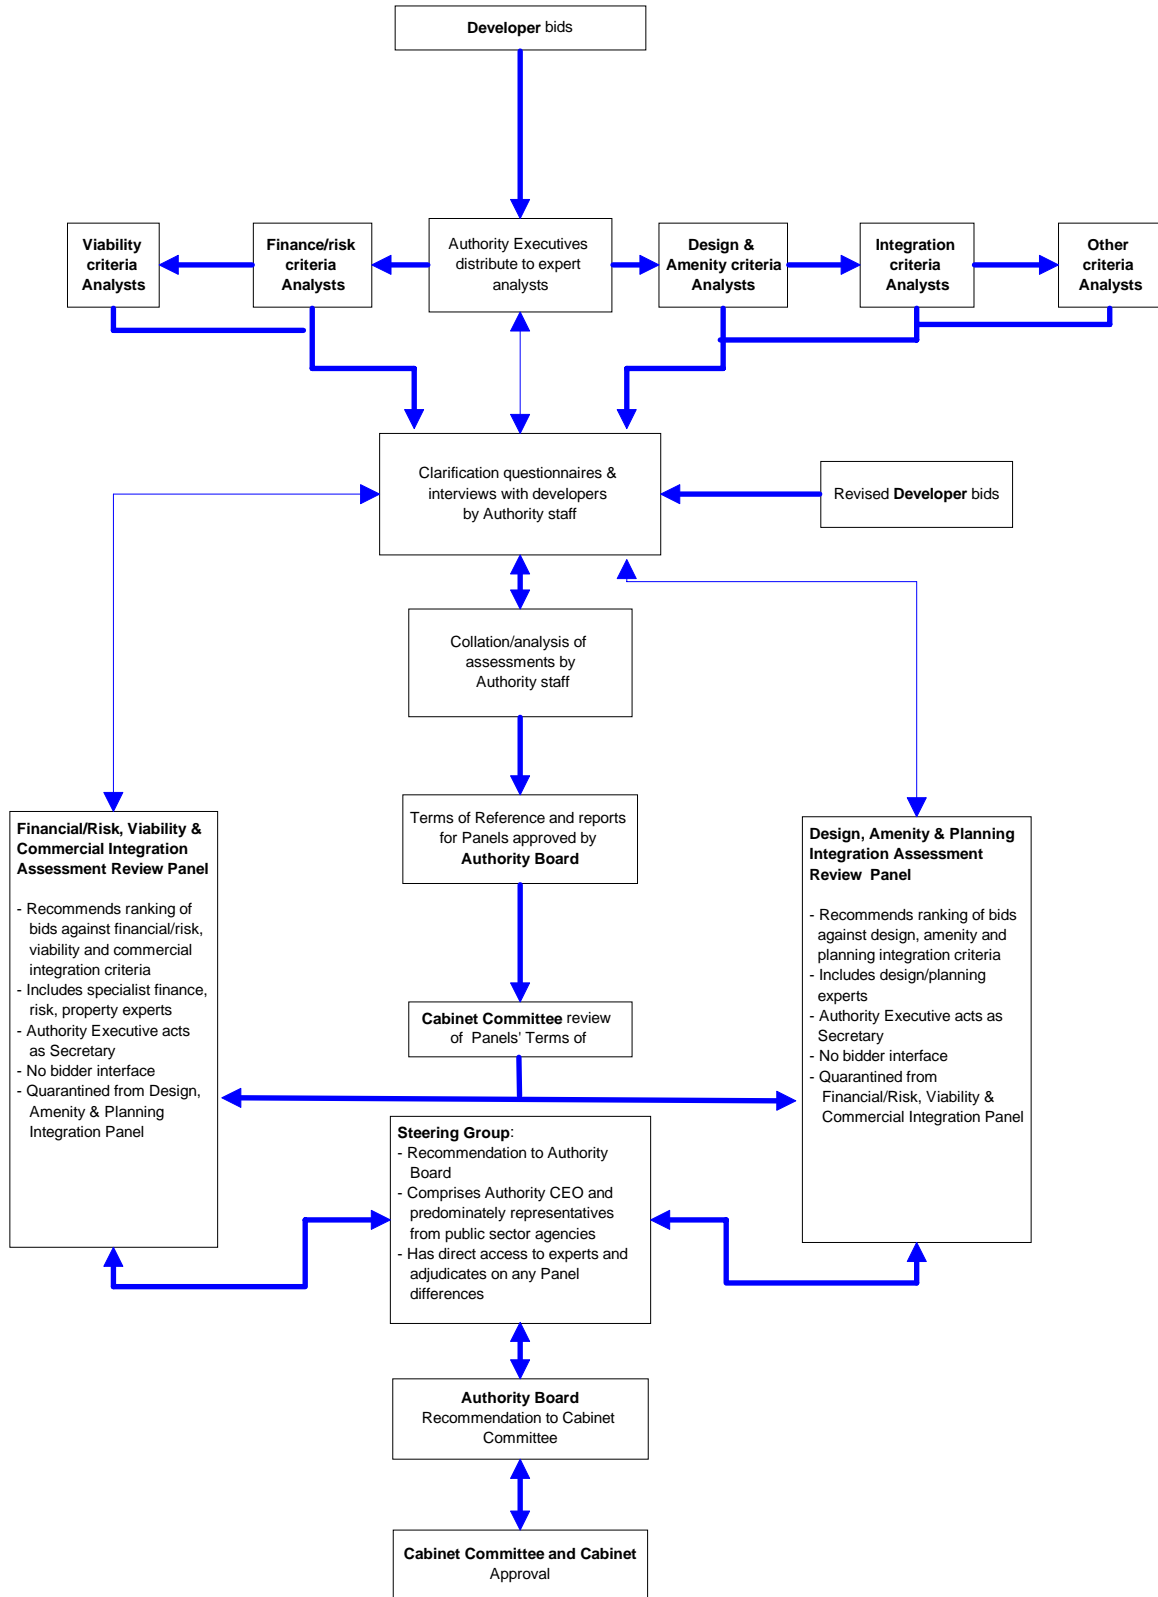 Developer bids
Viability
criteria
Analysts
Finance/risk
criteria
Analysts
Authority Executives
distribute to expert
analysts
Design &
Amenity criteria
Analysts
Integration
criteria
Analysts
Other
criteria
Analysts
Clarification questionnaires &
interviews with developers
by Authority staff
Revised Developer bids
Collation/analysis of
assessments by
Authority staff
Terms of Reference and reports
for Panels approved by
Authority Board
Financial/Risk, Viability &
Commercial Integration
Assessment Review Panel
- Recommends ranking of
bids against financial/risk,
viability and commercial
integration criteria
- Includes specialist finance,
risk, property experts
- Authority Executive acts
as Secretary
- No bidder interface
- Quarantined from Design,
Amenity & Planning
Integration Panel
Design, Amenity & Planning
Integration Assessment
Review Panel
- Recommends ranking of bids
against design, amenity and
planning integration criteria
- Includes design/planning
experts
- Authority Executive acts as
Secretary
- No bidder interface
- Quarantined from
Financial/Risk, Viability &
Commercial Integration Panel
Cabinet Committee review
of Panels' Terms of
Steering Group:
- Recommendation to Authority
Board
- Comprises Authority CEO and
predominately representatives
from public sector agencies
- Has direct access to experts and
adjudicates on any Panel
differences
Authority Board
Recommendation to Cabinet
Committee
Cabinet Committee and Cabinet
Approval